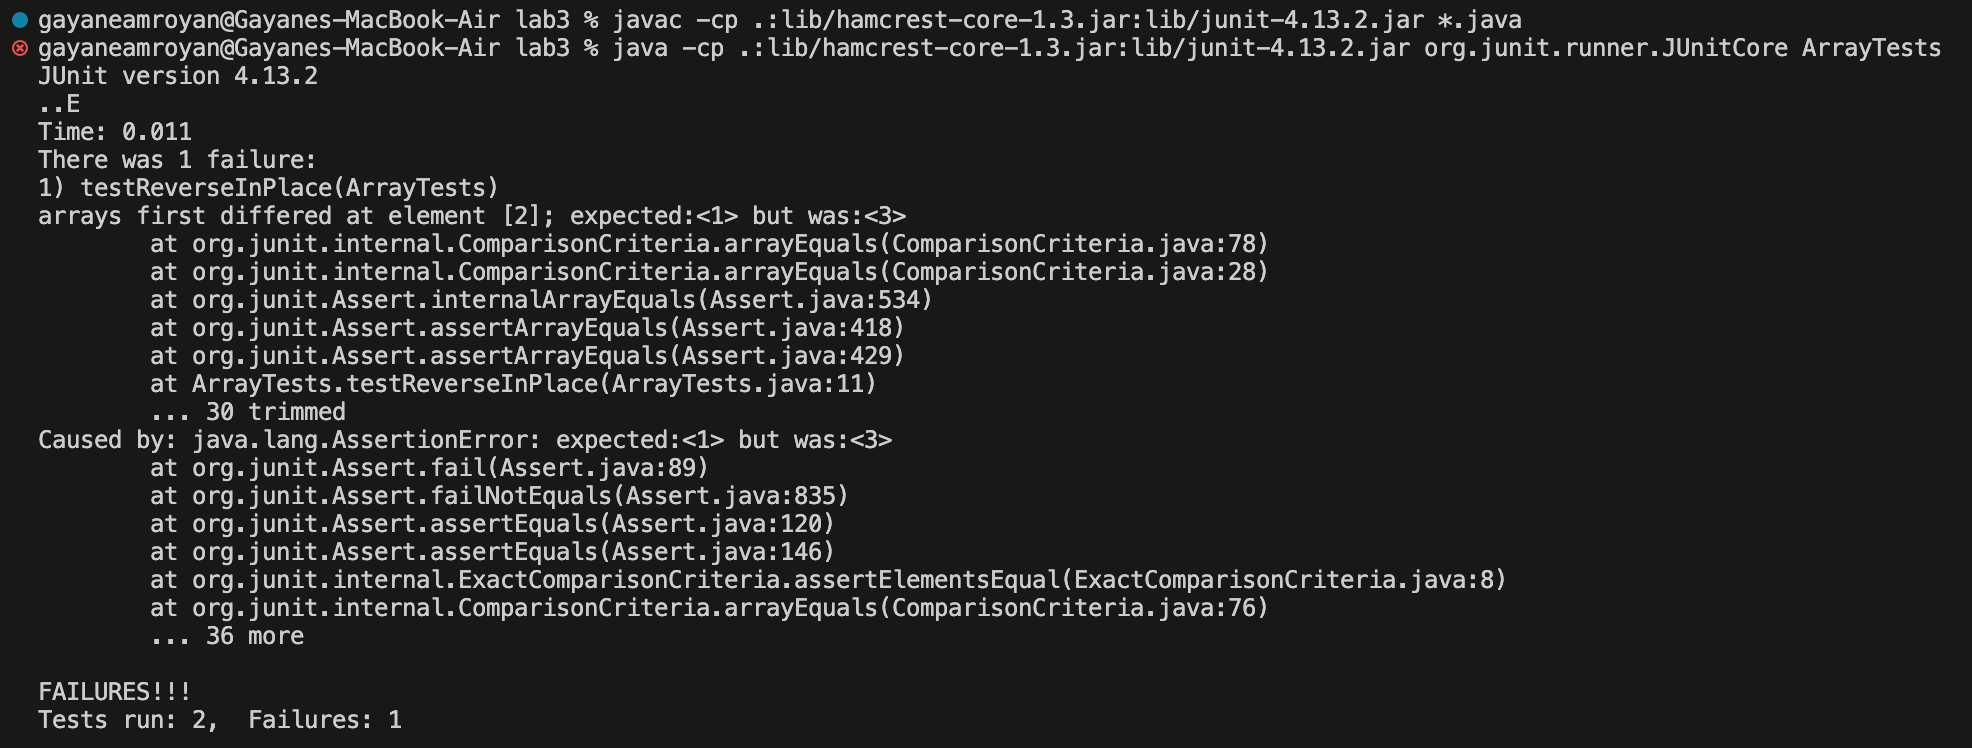 gayaneamroyan@Gayanes-MacBook-Air lab3 % javac -cp .:lib/hamcrest-core-1.3.jar:lib/junit-4.13.2.jar *.java
gayaneamroyan@Gayanes-MacBook-Air lab3 % java -cp .:lib/hamcrest-core-1.3.jar:lib/junit-4.13.2.jar org.junit.runner.JUnitCore ArrayTests
JUnit version 4.13.2
..E
Time: 0.011
There was 1 failure:
1) testReverseInPlace(ArrayTests)
arrays first differed at element [2]; expected:<1> but was:<3>
        at org.junit.internal.ComparisonCriteria.arrayEquals(ComparisonCriteria.java:78)
        at org.junit.internal.ComparisonCriteria.arrayEquals(ComparisonCriteria.java:28)
        at org.junit.Assert.internalArrayEquals(Assert.java:534)
        at org.junit.Assert.assertArrayEquals(Assert.java:418)
        at org.junit.Assert.assertArrayEquals(Assert.java:429)
        at ArrayTests.testReverseInPlace(ArrayTests.java:11)
        ... 30 trimmed
Caused by: java.lang.AssertionError: expected:<1> but was:<3>
        at org.junit.Assert.fail(Assert.java:89)
        at org.junit.Assert.failNotEquals(Assert.java:835)
        at org.junit.Assert.assertEquals(Assert.java:120)
        at org.junit.Assert.assertEquals(Assert.java:146)
        at org.junit.internal.ExactComparisonCriteria.assertElementsEqual(ExactComparisonCriteria.java:8)
        at org.junit.internal.ComparisonCriteria.arrayEquals(ComparisonCriteria.java:76)
        ... 36 more
FAILURES!!!
Tests run: 2,  Failures: 1